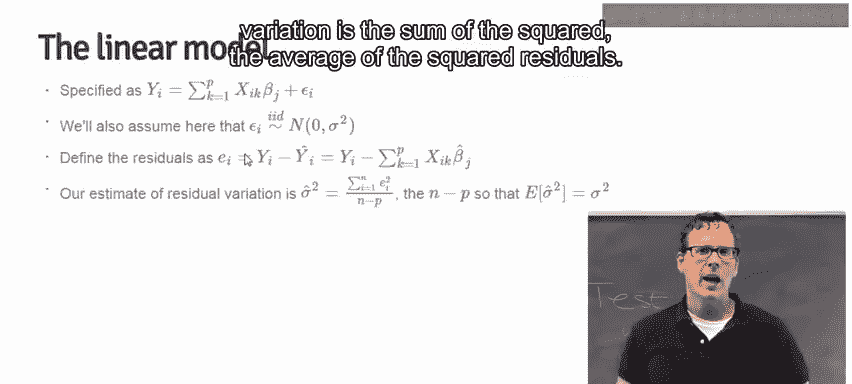 variation is the sum of the squared,
the average of the squared residuals.
The linear model
· Specified as $Y_i = \sum_{k=1}^{p} X_{ik}\beta_j + \epsilon_i$
· We'll also assume here that $\epsilon_i \stackrel{iid}{\sim} N(0, \sigma^2)$
· Define the residuals as $e_i = Y_i - \hat{Y}_i = Y_i - \sum_{k=1}^{p} X_{ik}\hat{\beta}_j$
· Our estimate of residual variation is $\hat{\sigma}^2 = \frac{\sum_{i=1}^{n} e_i^2}{n-p}$, the $n - p$ so that $E[\hat{\sigma}^2] = \sigma^2$
Test